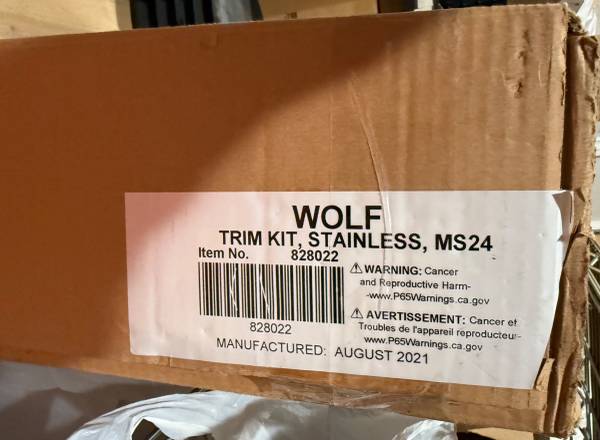 WOLF
TRIM KIT, STAINLESS, MS24
Item No. 828022
⚠ WARNING: Cancer
and Reproductive Harm-
-www.P65Warnings.ca.gov
⚠ AVERTISSEMENT: Cancer et
Troubles de l'appareil reproducteur-
www.P65Warnings.ca.gov
828022
MANUFACTURED: AUGUST 2021